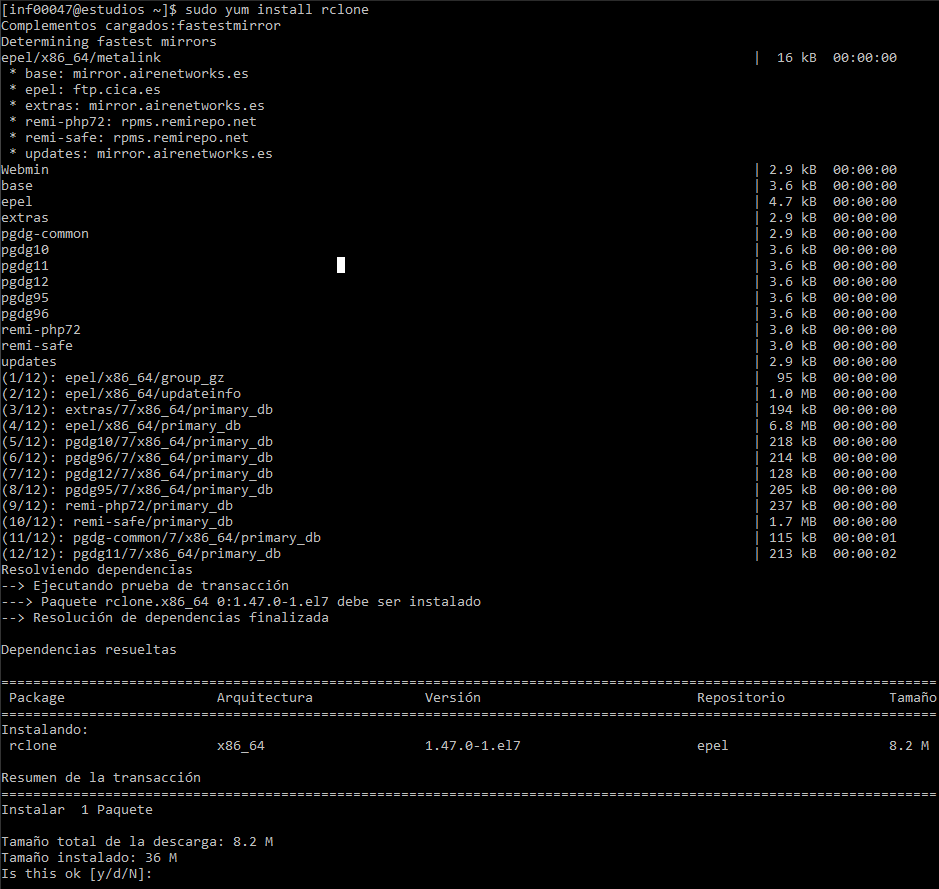 [inf00047@estudios ~]$ sudo yum install rclone
Complementos cargados:fastestmirror
Determining fastest mirrors
epel/x86_64/metalink | 16 kB 00:00:00
* base: mirror.airenetworks.es
* epel: ftp.cica.es
* extras: mirror.airenetworks.es
* remi-php72: rpms.remirepo.net
* remi-safe: rpms.remirepo.net
* updates: mirror.airenetworks.es
Webmin | 2.9 kB 00:00:00
base | 3.6 kB 00:00:00
epel | 4.7 kB 00:00:00
extras | 2.9 kB 00:00:00
pgdg-common | 2.9 kB 00:00:00
pgdg10 | 3.6 kB 00:00:00
pgdg11 | 3.6 kB 00:00:00
pgdg12 | 3.6 kB 00:00:00
pgdg95 | 3.6 kB 00:00:00
pgdg96 | 3.6 kB 00:00:00
remi-php72 | 3.0 kB 00:00:00
remi-safe | 3.0 kB 00:00:00
updates | 2.9 kB 00:00:00
(1/12): epel/x86_64/group_gz | 95 kB 00:00:00
(2/12): epel/x86_64/updateinfo | 1.0 MB 00:00:00
(3/12): extras/7/x86_64/primary_db | 194 kB 00:00:00
(4/12): epel/x86_64/primary_db | 6.8 MB 00:00:00
(5/12): pgdg10/7/x86_64/primary_db | 218 kB 00:00:00
(6/12): pgdg96/7/x86_64/primary_db | 214 kB 00:00:00
(7/12): pgdg12/7/x86_64/primary_db | 128 kB 00:00:00
(8/12): pgdg95/7/x86_64/primary_db | 205 kB 00:00:00
(9/12): remi-php72/primary_db | 237 kB 00:00:00
(10/12): remi-safe/primary_db | 1.7 MB 00:00:00
(11/12): pgdg-common/7/x86_64/primary_db | 115 kB 00:00:01
(12/12): pgdg11/7/x86_64/primary_db | 213 kB 00:00:02
Resolviendo dependencias
--> Ejecutando prueba de transacción
---> Paquete rclone.x86_64 0:1.47.0-1.el7 debe ser instalado
--> Resolución de dependencias finalizada
Dependencias resueltas
================================================================================
Package Arquitectura Versión Repositorio Tamaño
================================================================================
Instalando:
rclone x86_64 1.47.0-1.el7 epel 8.2 M
Resumen de la transacción
================================================================================
Instalar 1 Paquete
Tamaño total de la descarga: 8.2 M
Tamaño instalado: 36 M
Is this ok [y/d/N]: